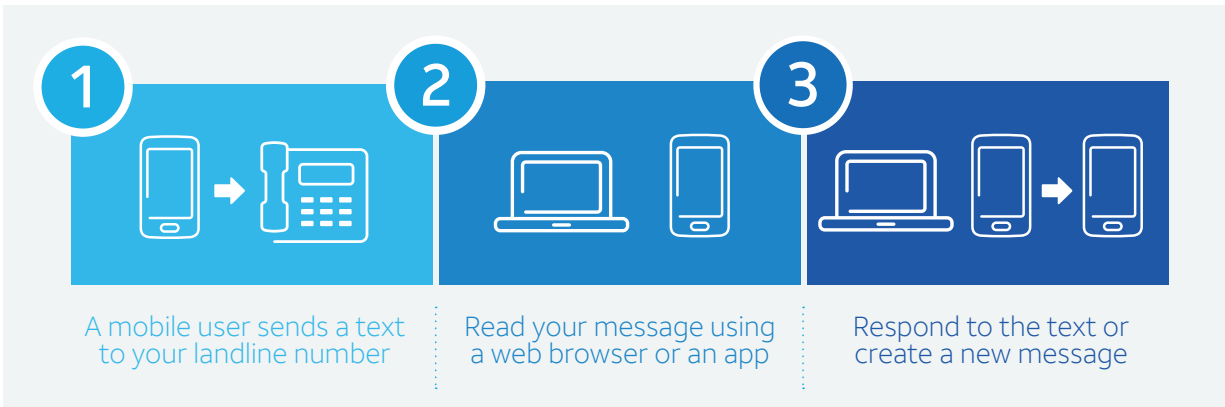 1
2
3
A mobile user sends a text
to your landline number
Read your message using
a web browser or an app
Respond to the text or
create a new message